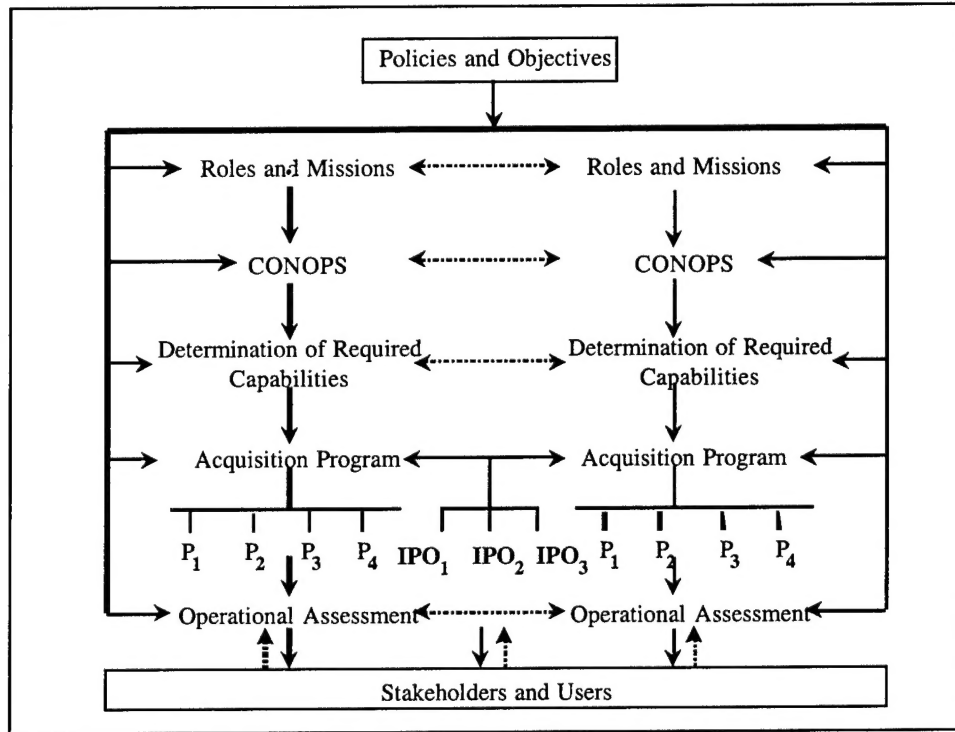 Policies and Objectives
Roles and Missions
Roles and Missions
CONOPS
CONOPS
Determination of Required
Capabilities
Determination of Required
Capabilities
Acquisition Program
Acquisition Program
P1 P2 P3 P4
IPO1 IPO2 IPO3
P1 P2 P3 P4
Operational Assessment
Operational Assessment
Stakeholders and Users